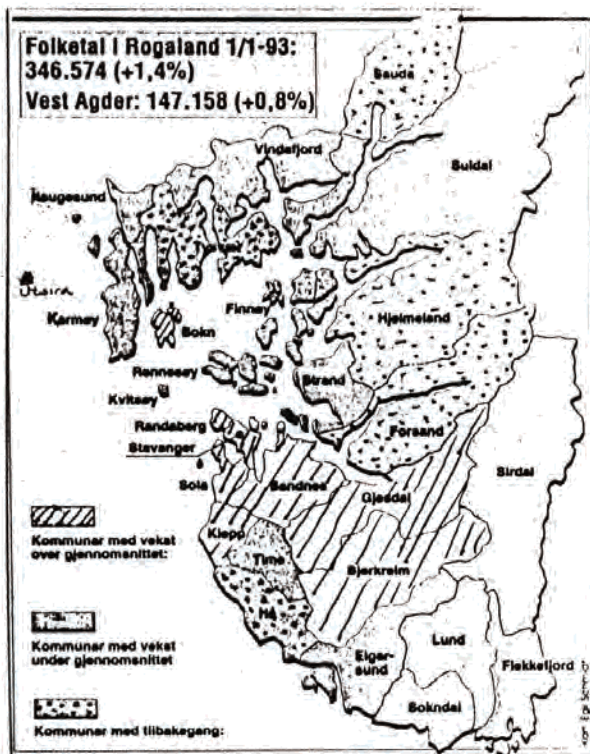 Folketal i Rogaland 1/1-93:
346.574 (+1,4%)
Vest Agder: 147.158 (+0,8%)
Sauda
Vindafjord
Suldal
Haugesund
Utsira
Karmøy
Bokn
Finnøy
Hjelmeland
Rennesøy
Kvitsøy
Strand
Randaberg
Stavanger
Forsand
Sola
Sandnes
Gjesdal
Sirdal
Klepp
Time
Bjerkreim
Hå
Kommunar med vekst
over gjennomsnittet:
Kommunar med vekst
under gjennomsnittet
Kommunar med tilbakegang:
Eigar-
sund
Lund
Sokndal
Flekkefjord